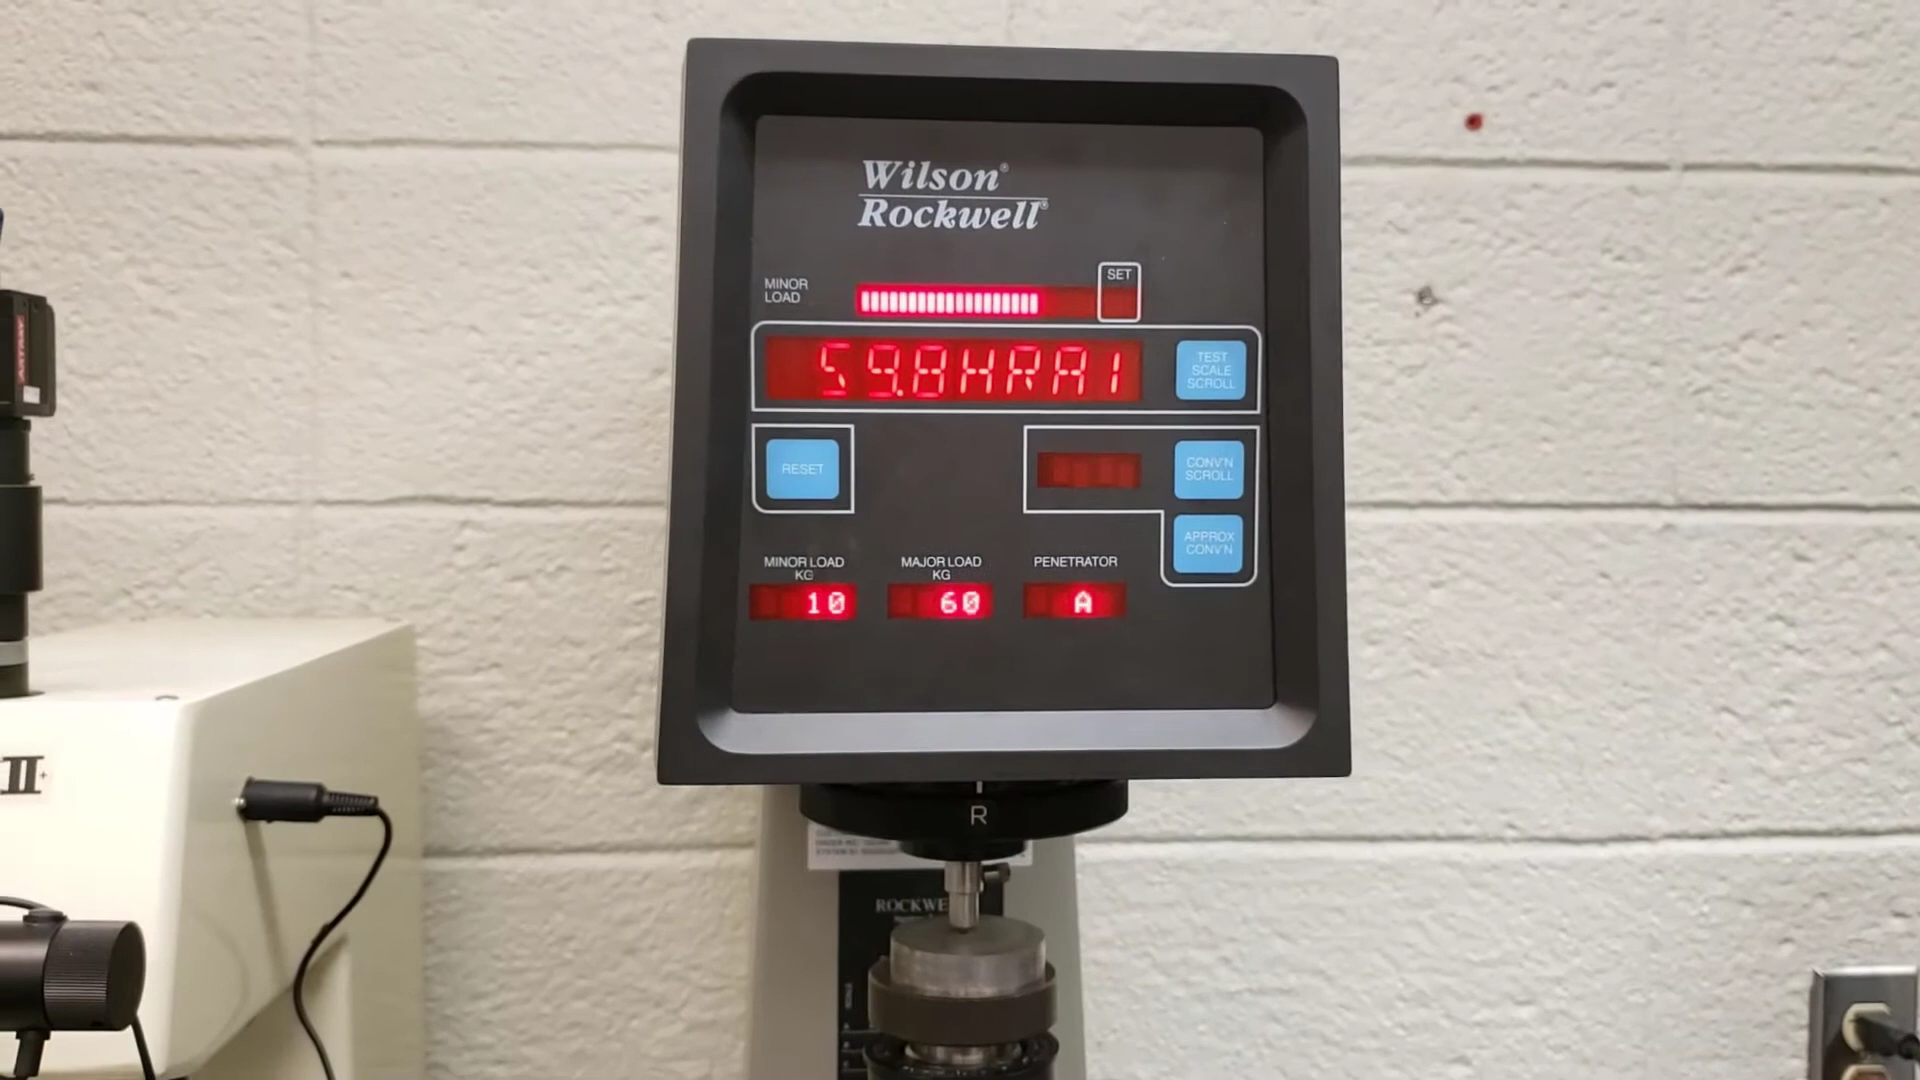 Wilson®
Rockwell®
MINOR
LOAD
SET
59.8HRA1
TEST
SCALE
SCROLL
RESET
CONV'N
SCROLL
APPROX
CONV'N
MINOR LOAD
KG
MAJOR LOAD
KG
PENETRATOR
10
60
A
II+
R